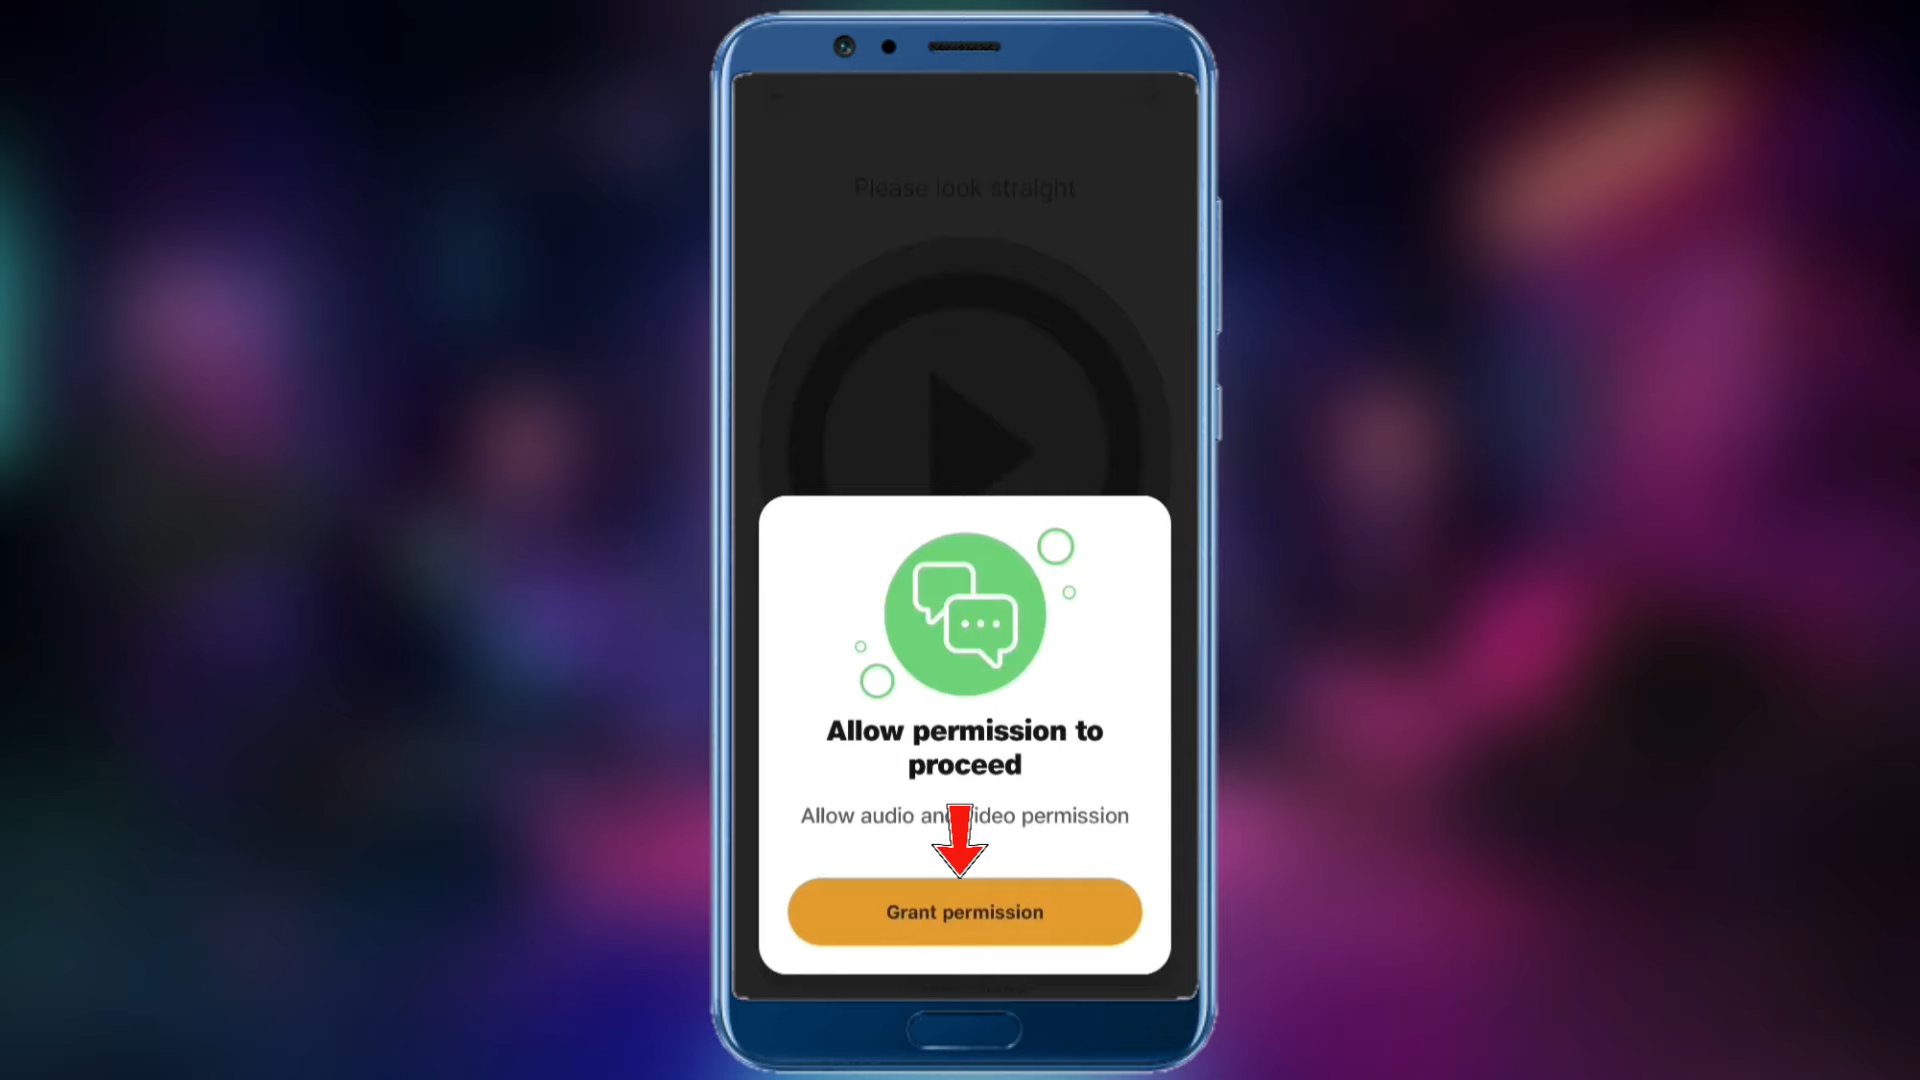 Please look straight
Allow permission to
proceed
Allow audio and video permission
Grant permission